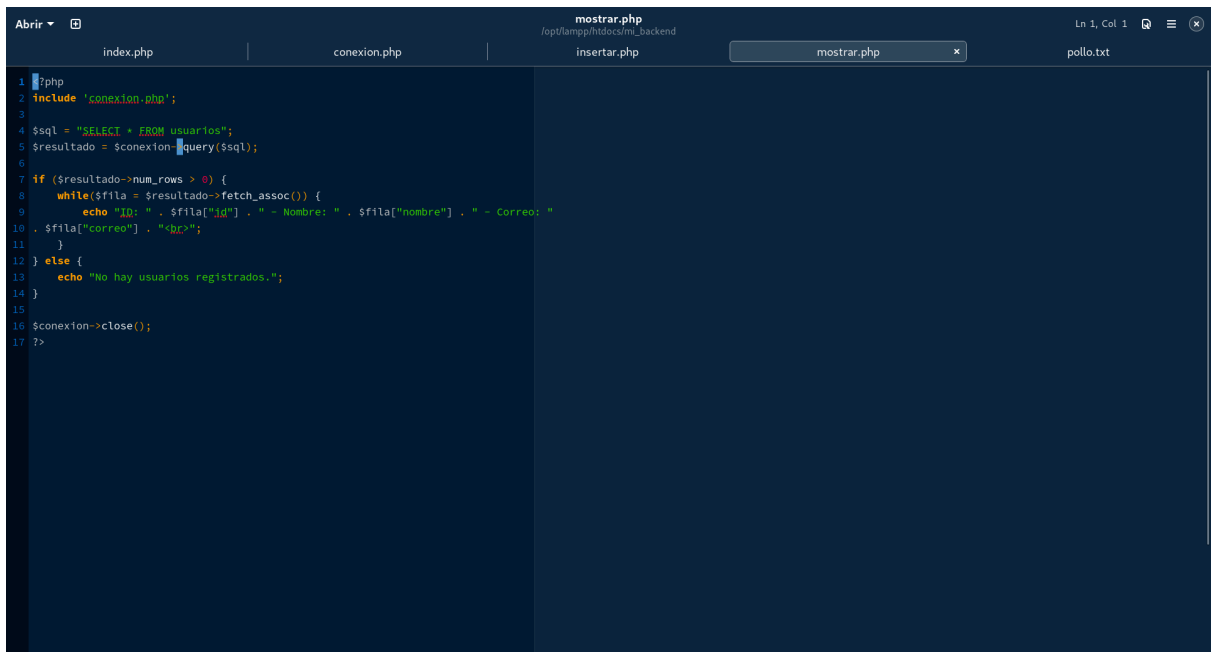 Abrir
mostrar.php
/opt/lampp/htdocs/mi_backend
Ln 1, Col 1
index.php
conexion.php
insertar.php
mostrar.php
pollo.txt
1 <?php
2 include 'conexion.php';
3
4 $sql = "SELECT * FROM usuarios";
5 $resultado = $conexion->query($sql);
6
7 if ($resultado->num_rows > 0) {
8     while($fila = $resultado->fetch_assoc()) {
9         echo "ID: " . $fila["id"] . " - Nombre: " . $fila["nombre"] . " - Correo: "
10 . $fila["correo"] . "<br>";
11     }
12 } else {
13     echo "No hay usuarios registrados.";
14 }
15
16 $conexion->close();
17 ?>